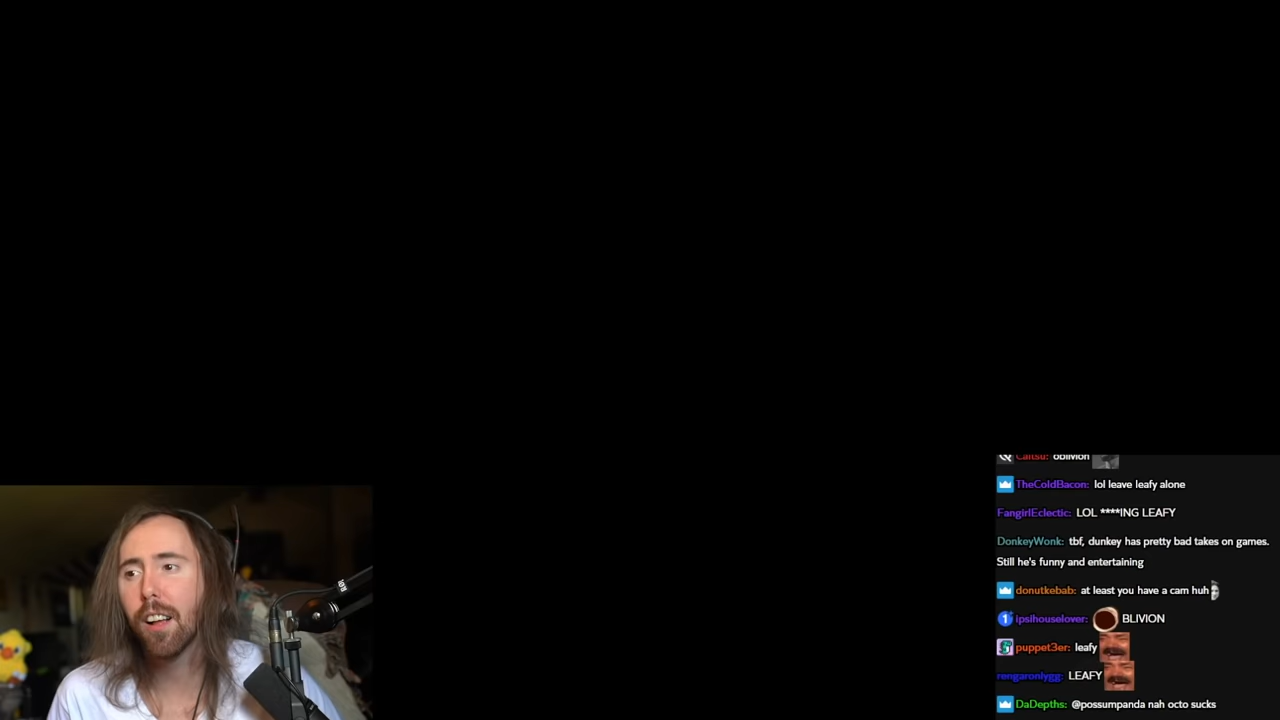 Caitsu: oblivion
TheColdBacon: lol leave leafy alone
FangirlEclectic: LOL ****ING LEAFY
DonkeyWonk: tbf, dunkey has pretty bad takes on games.
Still he's funny and entertaining
donutkebab: at least you have a cam huh
ipsihouselover: BLIVION
puppet3er: leafy
rengaronlygg: LEAFY
DaDepths: @possumpanda nah octo sucks